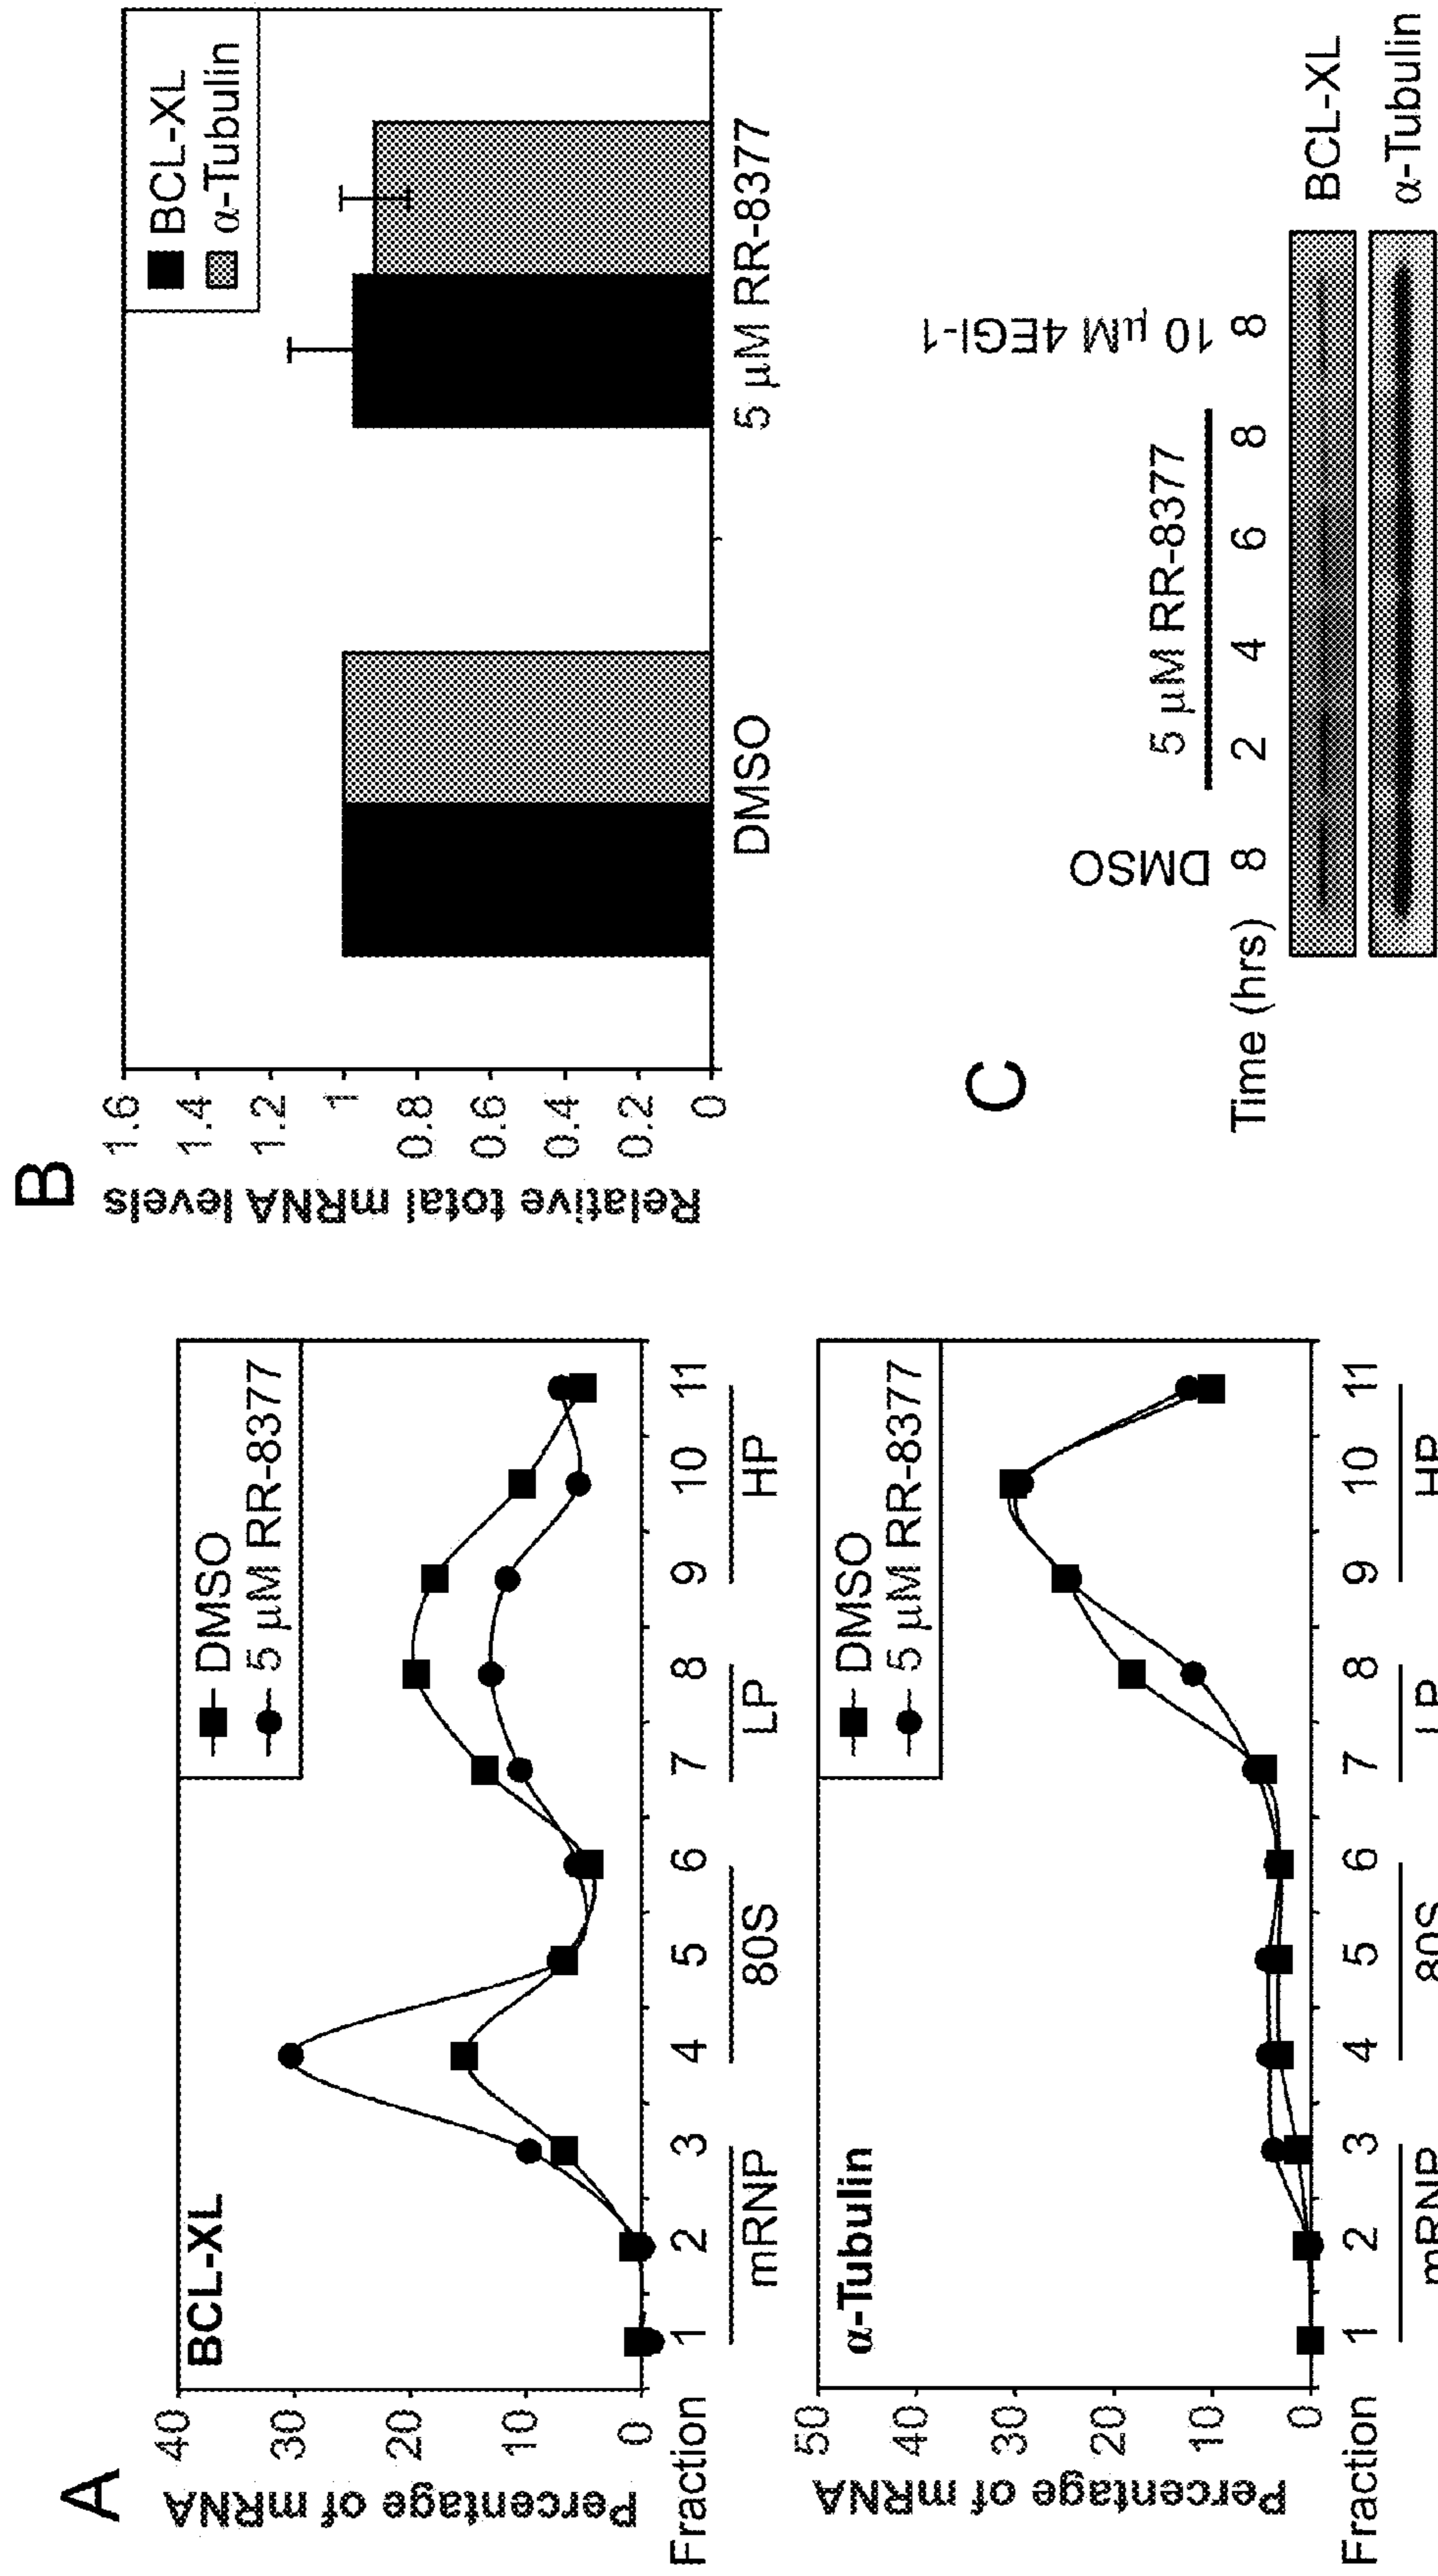 A
Percentage of mRNA
40
30
20
10
0
BCL-XL
DMSO
5 µM RR-8377
Fraction 1 2 3 4 5 6 7 8 9 10 11
mRNP 80S LP HP
Percentage of mRNA
50
40
30
20
10
0
α-Tubulin
DMSO
5 µM RR-8377
Fraction 1 2 3 4 5 6 7 8 9 10 11
mRNP 80S LP HP
B
Relative total mRNA levels
1.6
1.4
1.2
1
0.8
0.6
0.4
0.2
0
BCL-XL
α-Tubulin
DMSO 5 µM RR-8377
C
DMSO 5 µM RR-8377 10 µM 4EGI-1
Time (hrs) 8 2 4 6 8 8
BCL-XL
α-Tubulin